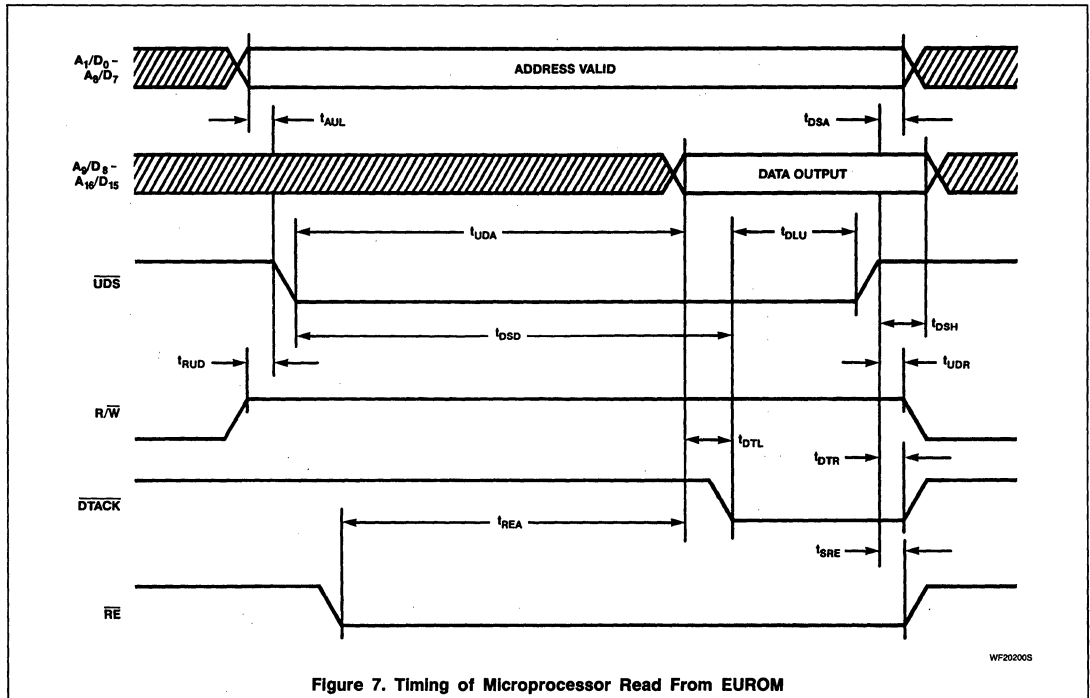 A₁/D₀ –
A₈/D₇
ADDRESS VALID
tAUL
tDSA
A₉/D₈ –
A₁₆/D₁₅
DATA OUTPUT
tUDA
tDLU
UDS
tDSH
tDSD
tRUD
tUDR
R/W
tDTL
tDTR
DTACK
tREA
tSRE
RE
WF20200S
Figure 7. Timing of Microprocessor Read From EUROM